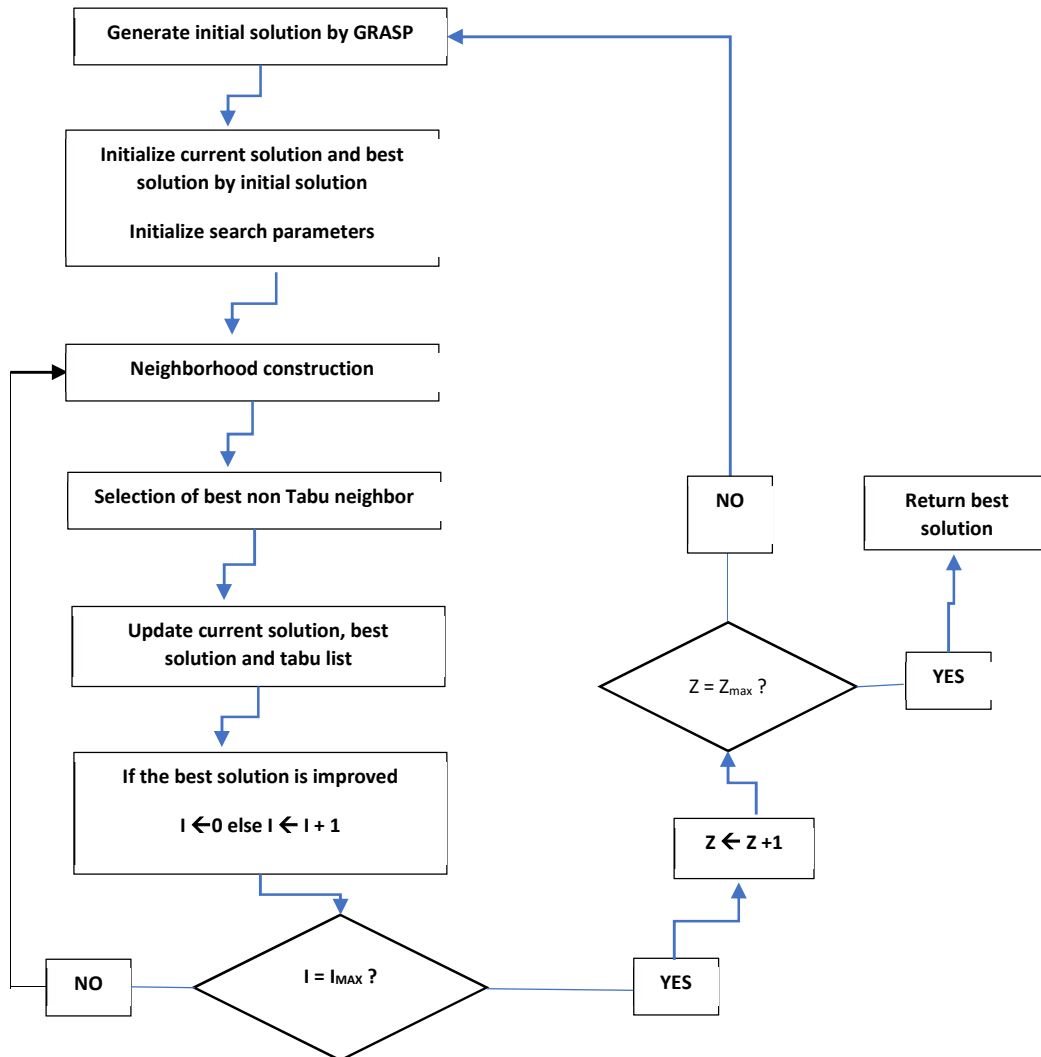 Generate initial solution by GRASP
Initialize current solution and best
solution by initial solution
Initialize search parameters
Neighborhood construction
Selection of best non Tabu neighbor
Update current solution, best
solution and tabu list
If the best solution is improved
I ←0 else I ← I + 1
I = IMAX ?
NO
YES
Z ← Z +1
Z = Zmax ?
NO
YES
Return best
solution